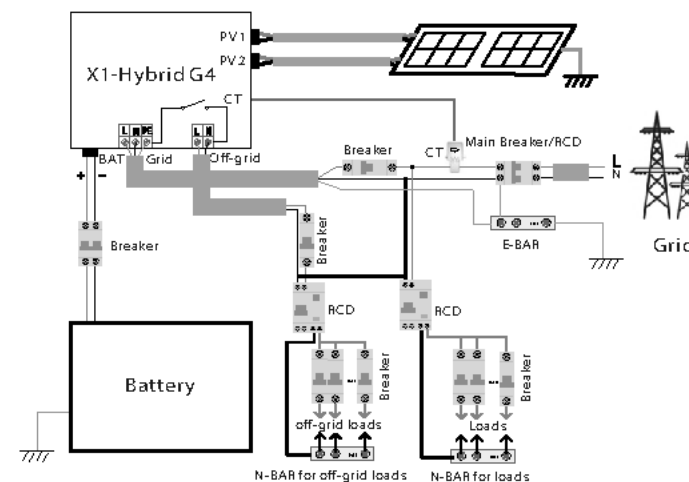 PV1
PV2
X1-Hybrid G4
CT
L N PE
L N
BAT Grid Off-grid
+ -
Breaker
CT
Main Breaker/RCD
L
N
Grid
E-BAR
Breaker
Breaker
RCD
RCD
Battery
Breaker
Breaker
off-grid loads
Loads
N-BAR for off-grid loads
N-BAR for loads